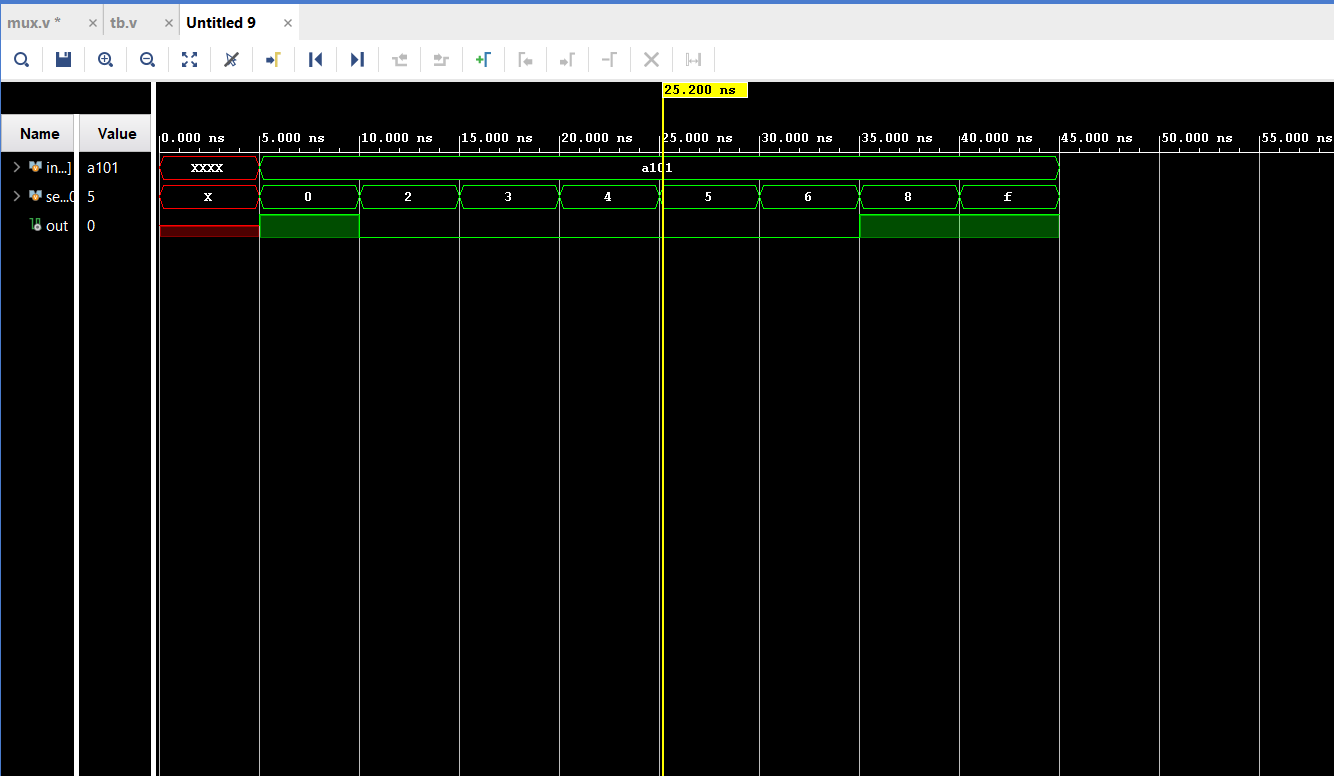 mux.v * × tb.v × Untitled 9 ×
25.200 ns
Name Value
0.000 ns 5.000 ns 10.000 ns 15.000 ns 20.000 ns 25.000 ns 30.000 ns 35.000 ns 40.000 ns 45.000 ns 50.000 ns 55.000 ns
in...] a101 XXXX a101
se...0 5 X 0 2 3 4 5 6 8 f
out 0